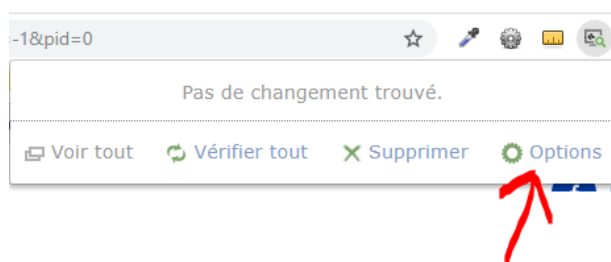 -1&pid=0
Pas de changement trouvé.
Voir tout Vérifier tout Supprimer Options